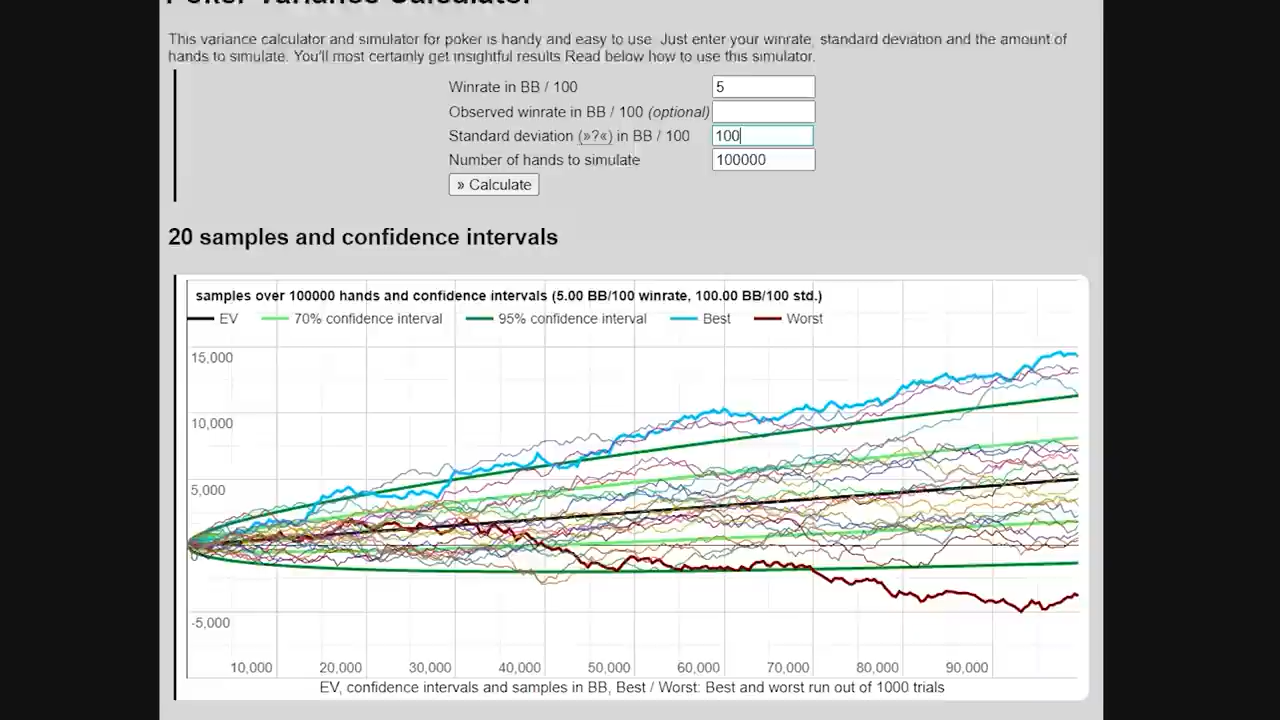 Poker Variance Calculator
This variance calculator and simulator for poker is handy and easy to use. Just enter your winrate, standard deviation and the amount of
hands to simulate. You'll most certainly get insightful results.Read below how to use this simulator.
Winrate in BB / 100 5
Observed winrate in BB / 100 (optional)
Standard deviation (»?«) in BB / 100 100
Number of hands to simulate 100000
» Calculate
20 samples and confidence intervals
samples over 100000 hands and confidence intervals (5.00 BB/100 winrate, 100.00 BB/100 std.)
EV 70% confidence interval 95% confidence interval Best Worst
15,000
10,000
5,000
0
-5,000
10,000 20,000 30,000 40,000 50,000 60,000 70,000 80,000 90,000
EV, confidence intervals and samples in BB, Best / Worst: Best and worst run out of 1000 trials